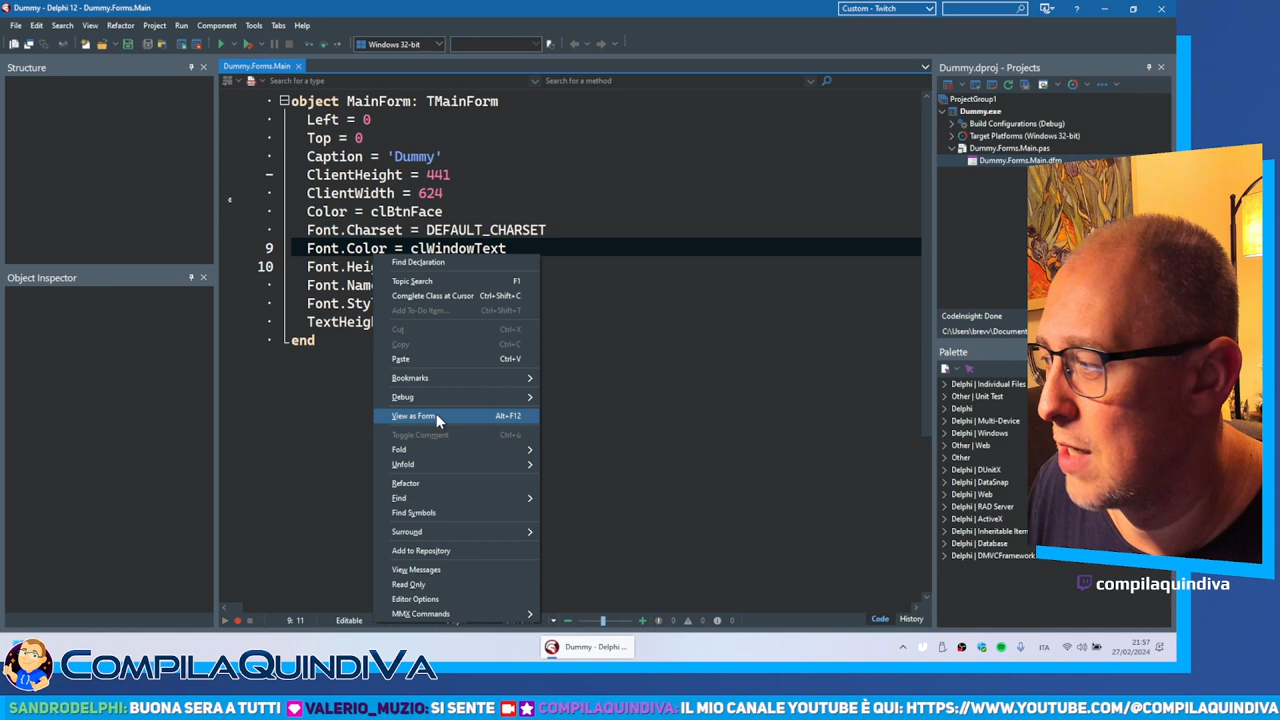 Dummy - Delphi 12 - Dummy.Forms.Main
Custom - Twitch
File Edit Search View Refactor Project Run Component Tools Tabs Help
Windows 32-bit
Structure
Dummy.Forms.Main
Search for a type
Search for a method
object MainForm: TMainForm
Left = 0
Top = 0
Caption = 'Dummy'
ClientHeight = 441
ClientWidth = 624
Color = clBtnFace
Font.Charset = DEFAULT_CHARSET
9 Font.Color = clWindowText
10 Font.Hei
Font.Nam
Font.Sty
TextHeigh
end
Object Inspector
Find Declaration
Topic Search F1
Complete Class at Cursor Ctrl+Shift+C
Add To-Do Item... Ctrl+Shift+T
Cut Ctrl+X
Copy Ctrl+C
Paste Ctrl+V
Bookmarks
Debug
View as Form Alt+F12
Toggle Comment Ctrl+ù
Fold
Unfold
Refactor
Find
Find Symbols
Surround
Add to Repository
View Messages
Read Only
Editor Options
MMX Commands
9: 11 Editable
0 0 0
Code History
Dummy.dproj - Projects
ProjectGroup1
Dummy.exe
Build Configurations (Debug)
Target Platforms (Windows 32-bit)
Dummy.Forms.Main.pas
Dummy.Forms.Main.dfm
CodeInsight: Done
C:\Users\brevv\Document
Palette
Delphi | Individual Files
Other | Unit Test
Delphi
Delphi | Multi-Device
Delphi | Windows
Other | Web
Other
Delphi | DUnitX
Delphi | DataSnap
Delphi | Web
Delphi | RAD Server
Delphi | ActiveX
Delphi | Inheritable Item
Delphi | Database
Delphi | DMVCFramework
compilaquindiva
Dummy - Delphi ...
ITA
21:57
27/02/2024
COMPILAQUINDIVA
SANDRODELPHI: BUONA SERA A TUTTI VALERIO_MUZIO: SI SENTE COMPILAQUINDIVA: IL MIO CANALE YOUTUBE È QUI: HTTPS://WWW.YOUTUBE.COM/@COMPILAQUINDIVA